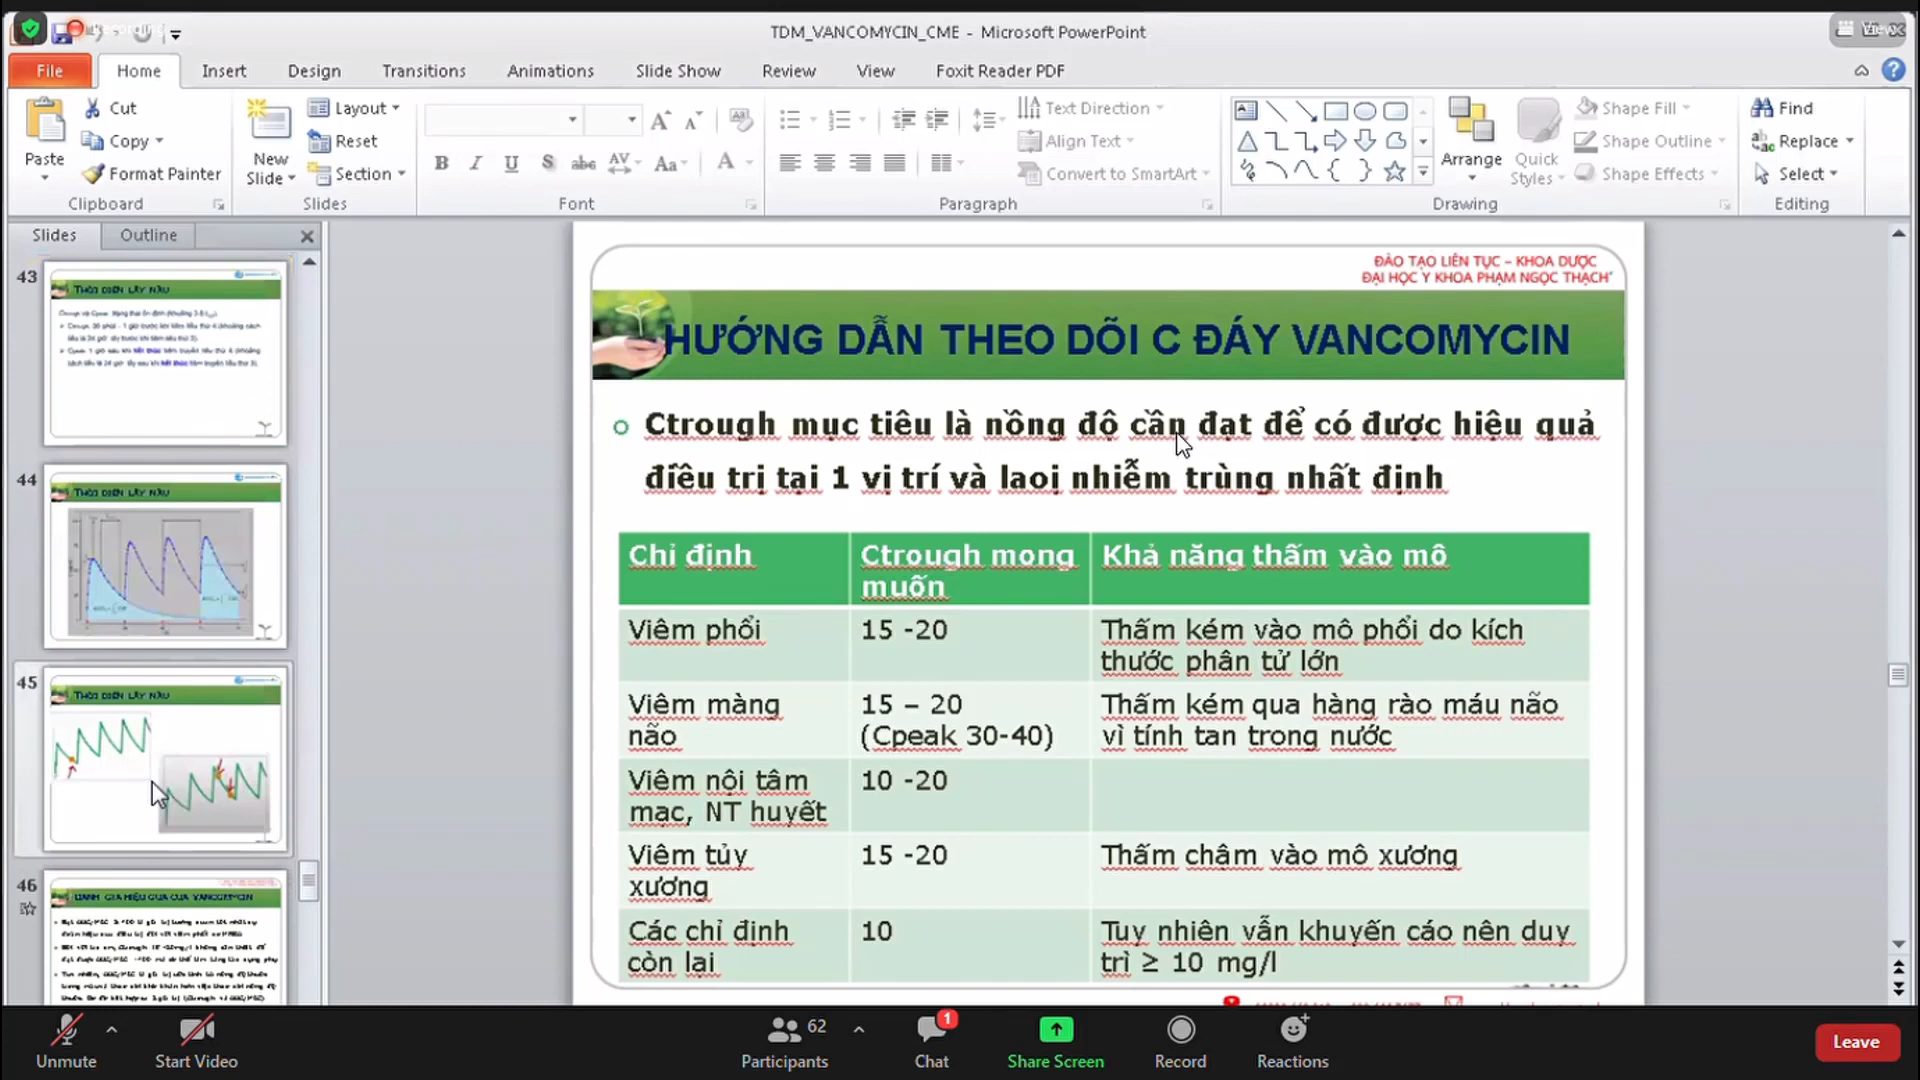 TDM_VANCOMYCIN_CME - Microsoft PowerPoint
View
File Home Insert Design Transitions Animations Slide Show Review View Foxit Reader PDF
Paste
Cut
Copy
Format Painter
Clipboard
New Slide
Layout
Reset
Section
Slides
Font
Text Direction
Align Text
Convert to SmartArt
Paragraph
Arrange
Quick Styles
Shape Fill
Shape Outline
Shape Effects
Drawing
Find
Replace
Select
Editing
Slides Outline
43
44
45
46
ĐÀO TẠO LIÊN TỤC – KHOA DƯỢC
ĐẠI HỌC Y KHOA PHẠM NGỌC THẠCH
HƯỚNG DẪN THEO DÕI C ĐÁY VANCOMYCIN
Ctrough mục tiêu là nồng độ cần đạt để có được hiệu quả
điều trị tại 1 vị trí và laọi nhiễm trùng nhất định
Chỉ định
Ctrough mong
muốn
Khả năng thấm vào mô
Viêm phổi
15 -20
Thấm kém vào mô phổi do kích
thước phân tử lớn
Viêm màng
não
15 – 20
(Cpeak 30-40)
Thấm kém qua hàng rào máu não
vì tính tan trong nước
Viêm nội tâm
mạc, NT huyết
10 -20
Viêm tủy
xương
15 -20
Thấm chậm vào mô xương
Các chỉ định
còn lại
10
Tuy nhiên vẫn khuyến cáo nên duy
trì ≥ 10 mg/l
Unmute
Start Video
62
Participants
1
Chat
Share Screen
Record
Reactions
Leave